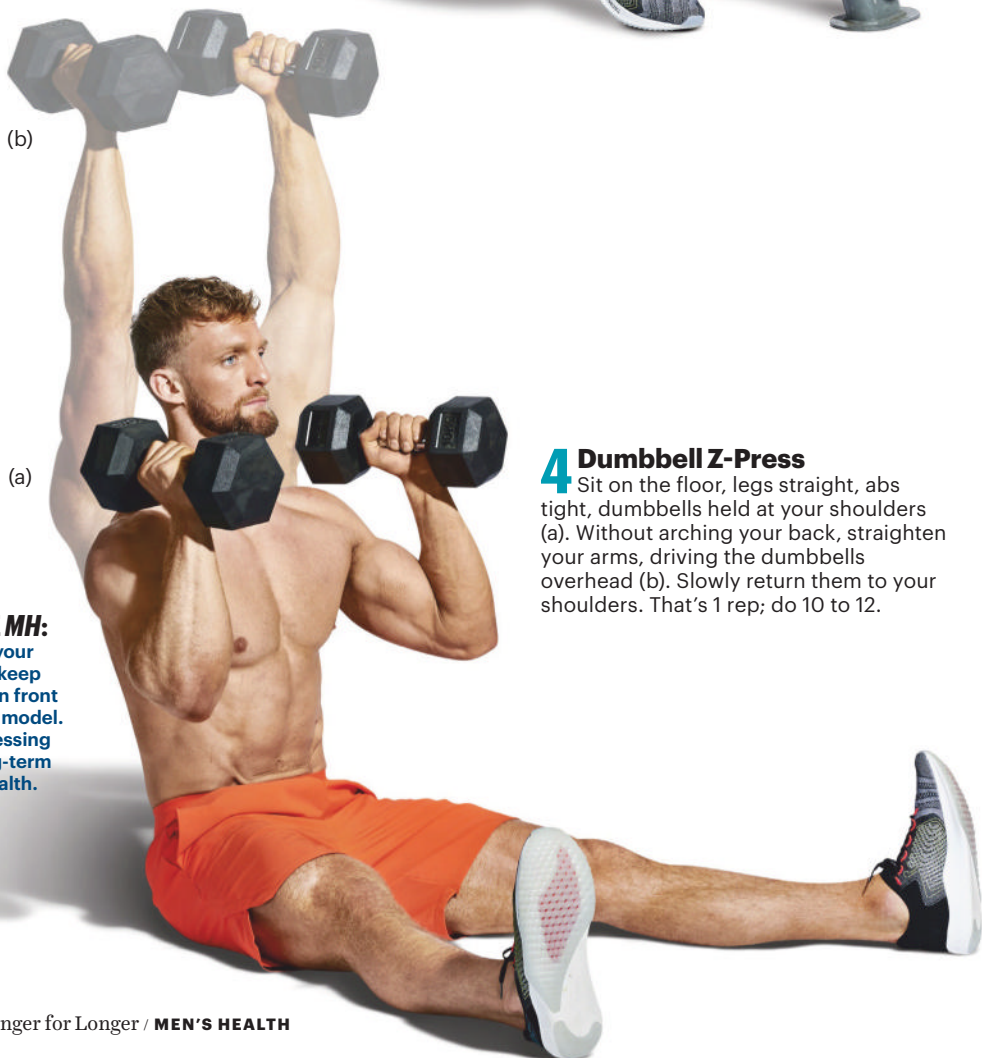 (b)
(a)
4 Dumbbell Z-Press
Sit on the floor, legs straight, abs
tight, dumbbells held at your shoulders
(a). Without arching your back, straighten
your arms, driving the dumbbells
overhead (b). Slowly return them to your
shoulders. That's 1 rep; do 10 to 12.
MH:
your
keep
n front
model.
essing
-term
alth.
nger for Longer / MEN'S HEALTH